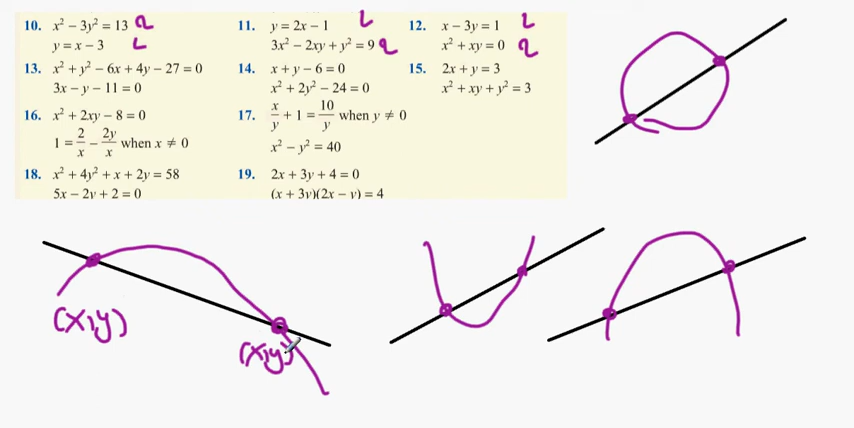 10. x² − 3y² = 13 Q
y = x − 3 L
11. y = 2x − 1 L
3x² − 2xy + y² = 9 Q
12. x − 3y = 1 L
x² + xy = 0 Q
13. x² + y² − 6x + 4y − 27 = 0
3x − y − 11 = 0
14. x + y − 6 = 0
x² + 2y² − 24 = 0
15. 2x + y = 3
x² + xy + y² = 3
16. x² + 2xy − 8 = 0
1 = 2/x − 2y/x when x ≠ 0
17. x/y + 1 = 10/y when y ≠ 0
x² − y² = 40
18. x² + 4y² + x + 2y = 58
5x − 2y + 2 = 0
19. 2x + 3y + 4 = 0
(x + 3y)(2x − y) = 4
(x,y)
(x,y)